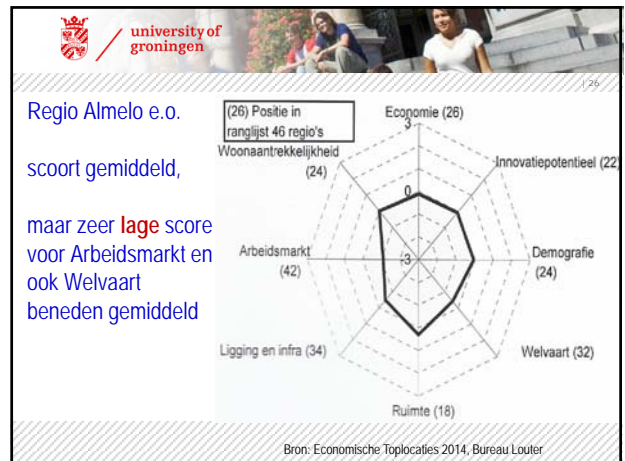 university of
groningen
| 26
Regio Almelo e.o.
scoort gemiddeld,
maar zeer lage score
voor Arbeidsmarkt en
ook Welvaart
beneden gemiddeld
(26) Positie in
ranglijst 46 regio's
Economie (26)
3
Woonaantrekkelijkheid
(24)
Innovatiepotentieel (22)
0
Arbeidsmarkt
(42)
-3
Demografie
(24)
Ligging en infra (34)
Welvaart (32)
Ruimte (18)
Bron: Economische Toplocaties 2014, Bureau Louter